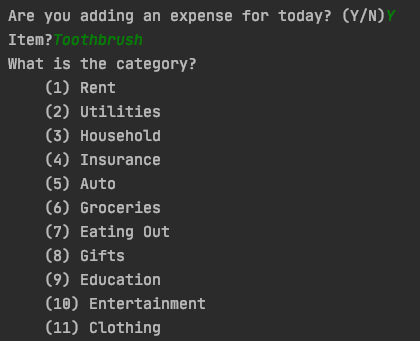 Are you adding an expense for today? (Y/N)Y
Item?Toothbrush
What is the category?
(1) Rent
(2) Utilities
(3) Household
(4) Insurance
(5) Auto
(6) Groceries
(7) Eating Out
(8) Gifts
(9) Education
(10) Entertainment
(11) Clothing